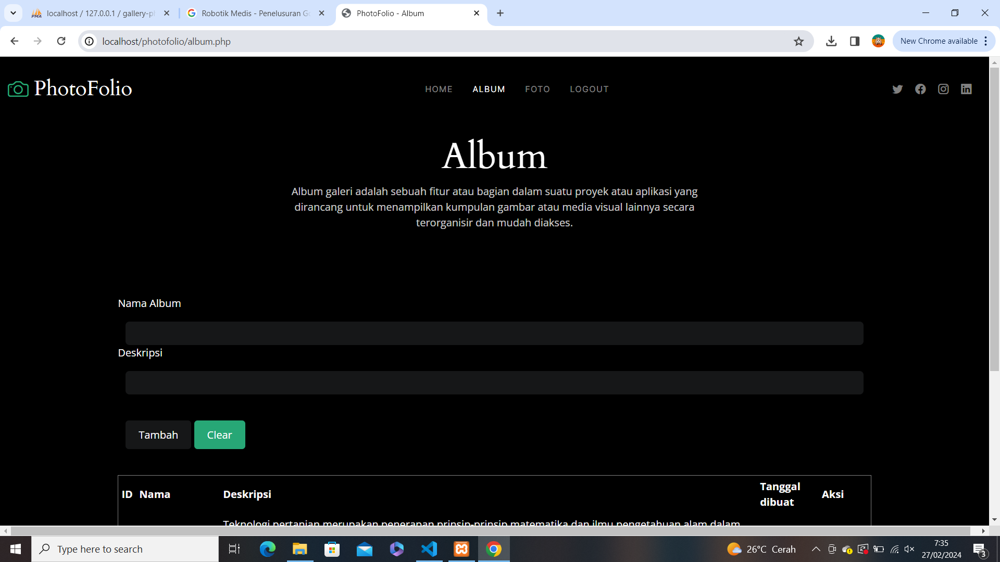 localhost / 127.0.0.1 / gallery-ph
Robotik Medis - Penelusuran Go
PhotoFolio - Album
localhost/photofolio/album.php
New Chrome available
PhotoFolio
HOME
ALBUM
FOTO
LOGOUT
Album
Album galeri adalah sebuah fitur atau bagian dalam suatu proyek atau aplikasi yang
dirancang untuk menampilkan kumpulan gambar atau media visual lainnya secara
terorganisir dan mudah diakses.
Nama Album
Deskripsi
Tambah
Clear
ID Nama Deskripsi Tanggal dibuat Aksi
Teknologi pertanian merupakan penerapan prinsip-prinsip matematika dan ilmu pengetahuan alam dalam
Type here to search
26°C Cerah
7:35
27/02/2024
3